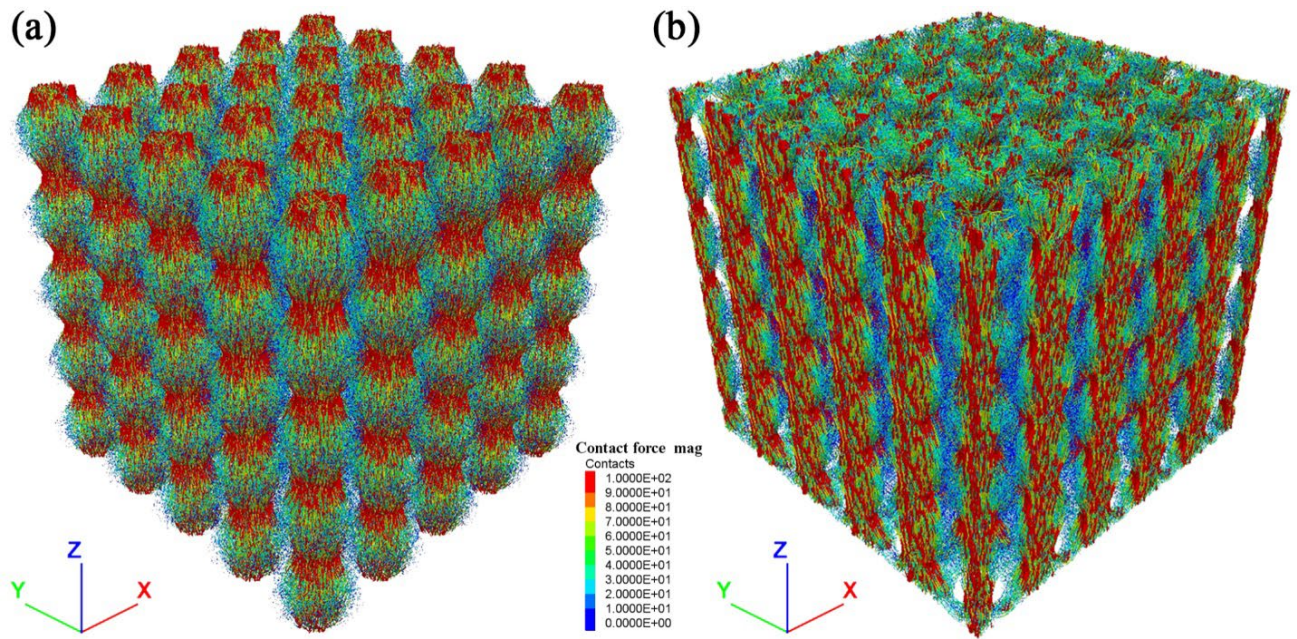 (a)
(b)
Contact force mag
Contacts
1.0000E+02
9.0000E+01
8.0000E+01
7.0000E+01
6.0000E+01
5.0000E+01
4.0000E+01
3.0000E+01
2.0000E+01
1.0000E+01
0.0000E+00
Z
Y
X
Z
Y
X